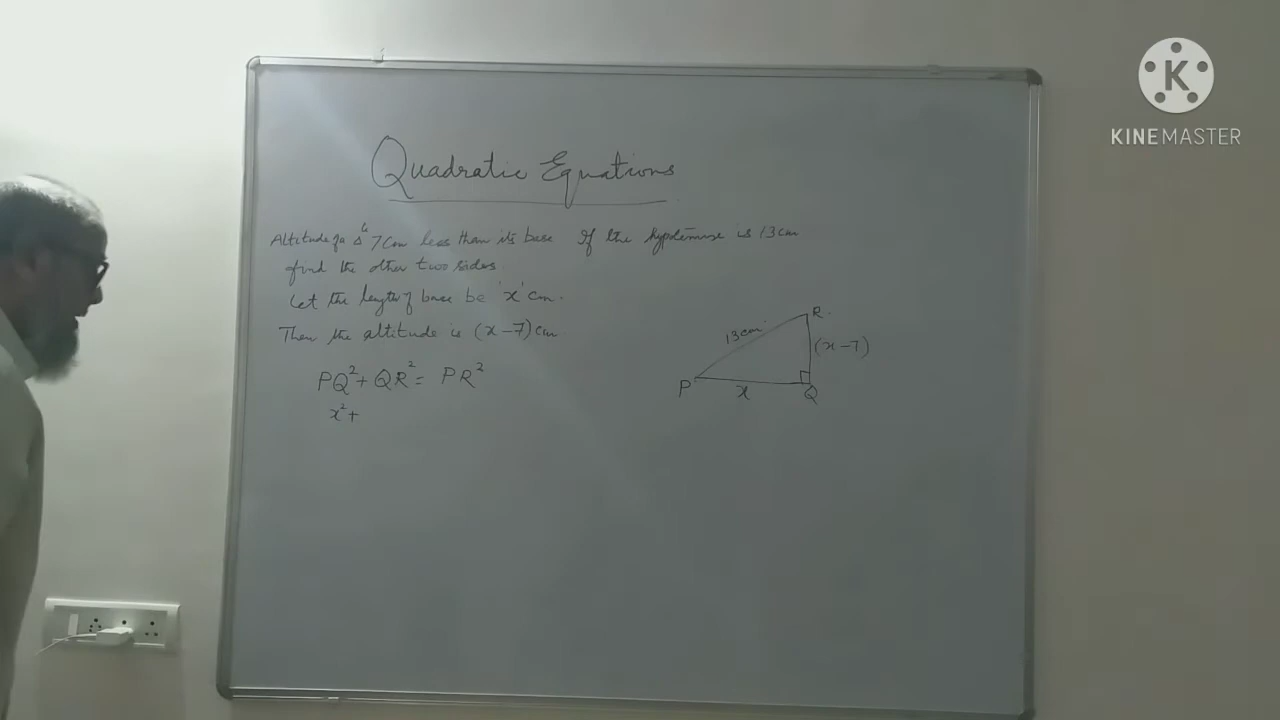 KINEMASTER
Quadratic Equations
Altitude of a Δ is 7cm less than its base If the hypotenuse is 13cm
find the other two sides.
Let the length of base be 'x' cm.
Then the altitude is (x-7)cm
PQ²+ QR²= PR²
x²+
13cm
R.
(x-7)
P
x
Q